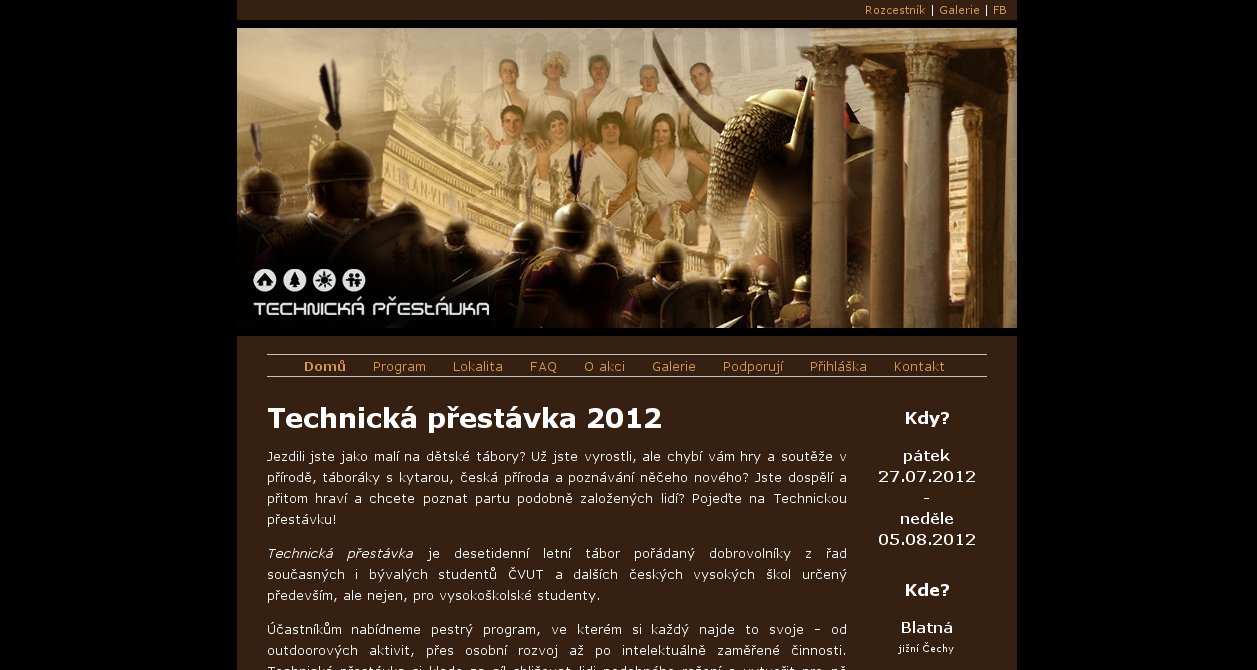 Rozcestník | Galerie | FB
TECHNICKÁ PŘESTÁVKA
Domů Program Lokalita FAQ O akci Galerie Podporují Přihláška Kontakt
Technická přestávka 2012
Jezdili jste jako malí na dětské tábory? Už jste vyrostli, ale chybí vám hry a soutěže v
přírodě, táboráky s kytarou, česká příroda a poznávání něčeho nového? Jste dospělí a
přitom hraví a chcete poznat partu podobně založených lidí? Pojeďte na Technickou
přestávku!
Technická přestávka je desetidenní letní tábor pořádaný dobrovolníky z řad
současných i bývalých studentů ČVUT a dalších českých vysokých škol určený
především, ale nejen, pro vysokoškolské studenty.
Účastníkům nabídneme pestrý program, ve kterém si každý najde to svoje – od
outdoorových aktivit, přes osobní rozvoj až po intelektuálně zaměřené činnosti.
Kdy?
pátek
27.07.2012
-
neděle
05.08.2012
Kde?
Blatná
jižní Čechy